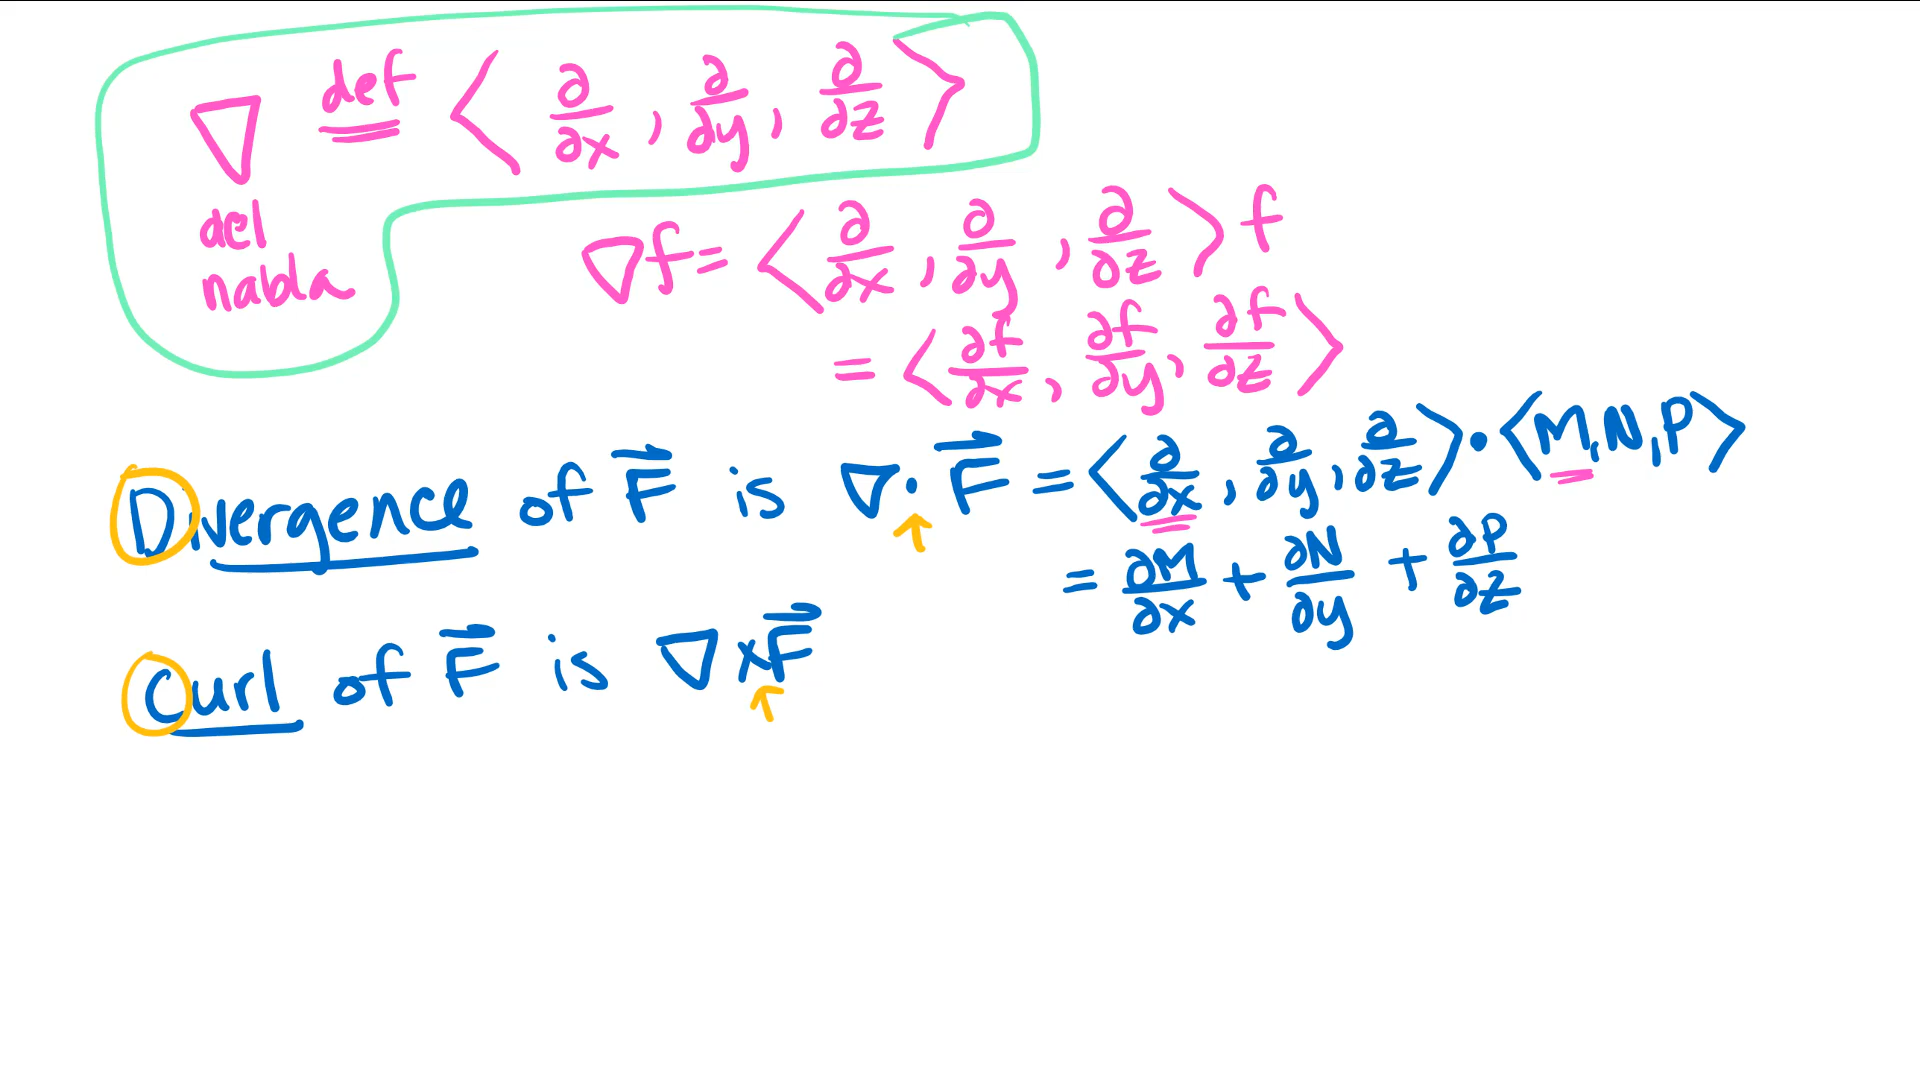 ∇ def= ⟨∂/∂x, ∂/∂y, ∂/∂z⟩
del
nabla
∇f = ⟨∂/∂x, ∂/∂y, ∂/∂z⟩f
= ⟨∂f/∂x, ∂f/∂y, ∂f/∂z⟩
Divergence of F⃗ is ∇·F⃗ = ⟨∂/∂x, ∂/∂y, ∂/∂z⟩·⟨M,N,P⟩
= ∂M/∂x + ∂N/∂y + ∂P/∂z
Curl of F⃗ is ∇×F⃗